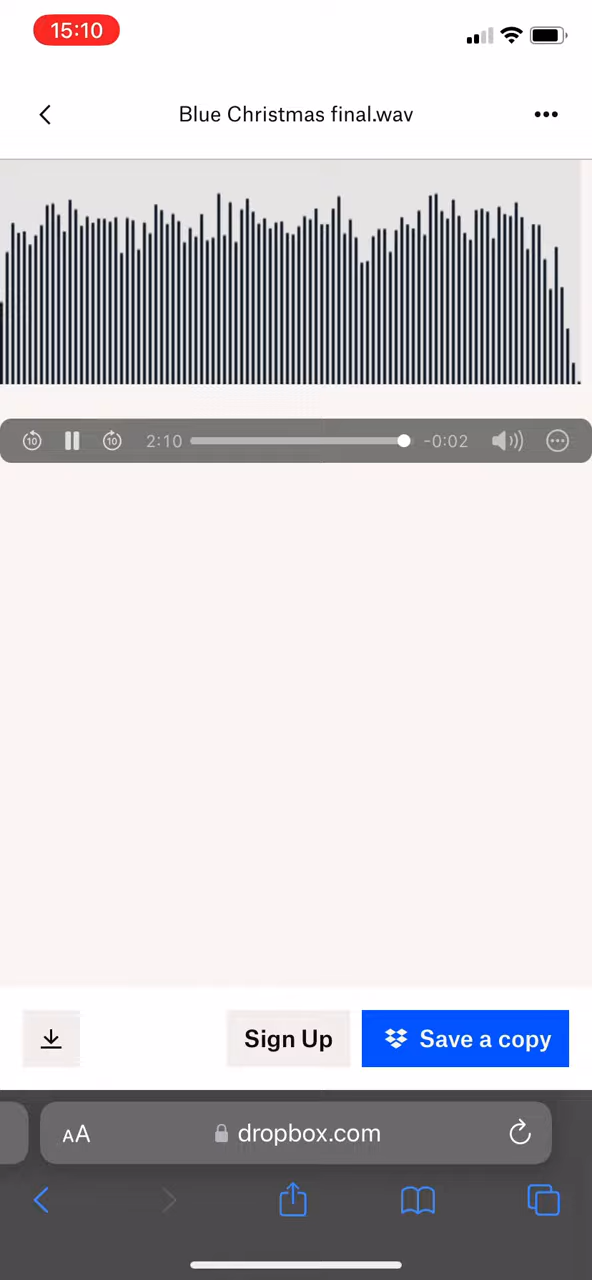 15:10
Blue Christmas final.wav
10
10
2:10
-0:02
Sign Up
Save a copy
AA
dropbox.com